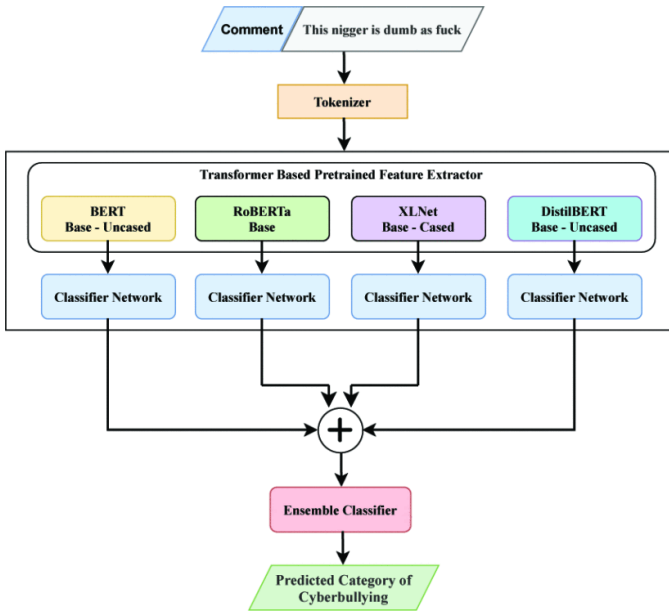 Comment This nigger is dumb as fuck
Tokenizer
Transformer Based Pretrained Feature Extractor
BERT
Base - Uncased
RoBERTa
Base
XLNet
Base - Cased
DistilBERT
Base - Uncased
Classifier Network
Classifier Network
Classifier Network
Classifier Network
+
Ensemble Classifier
Predicted Category of
Cyberbullying